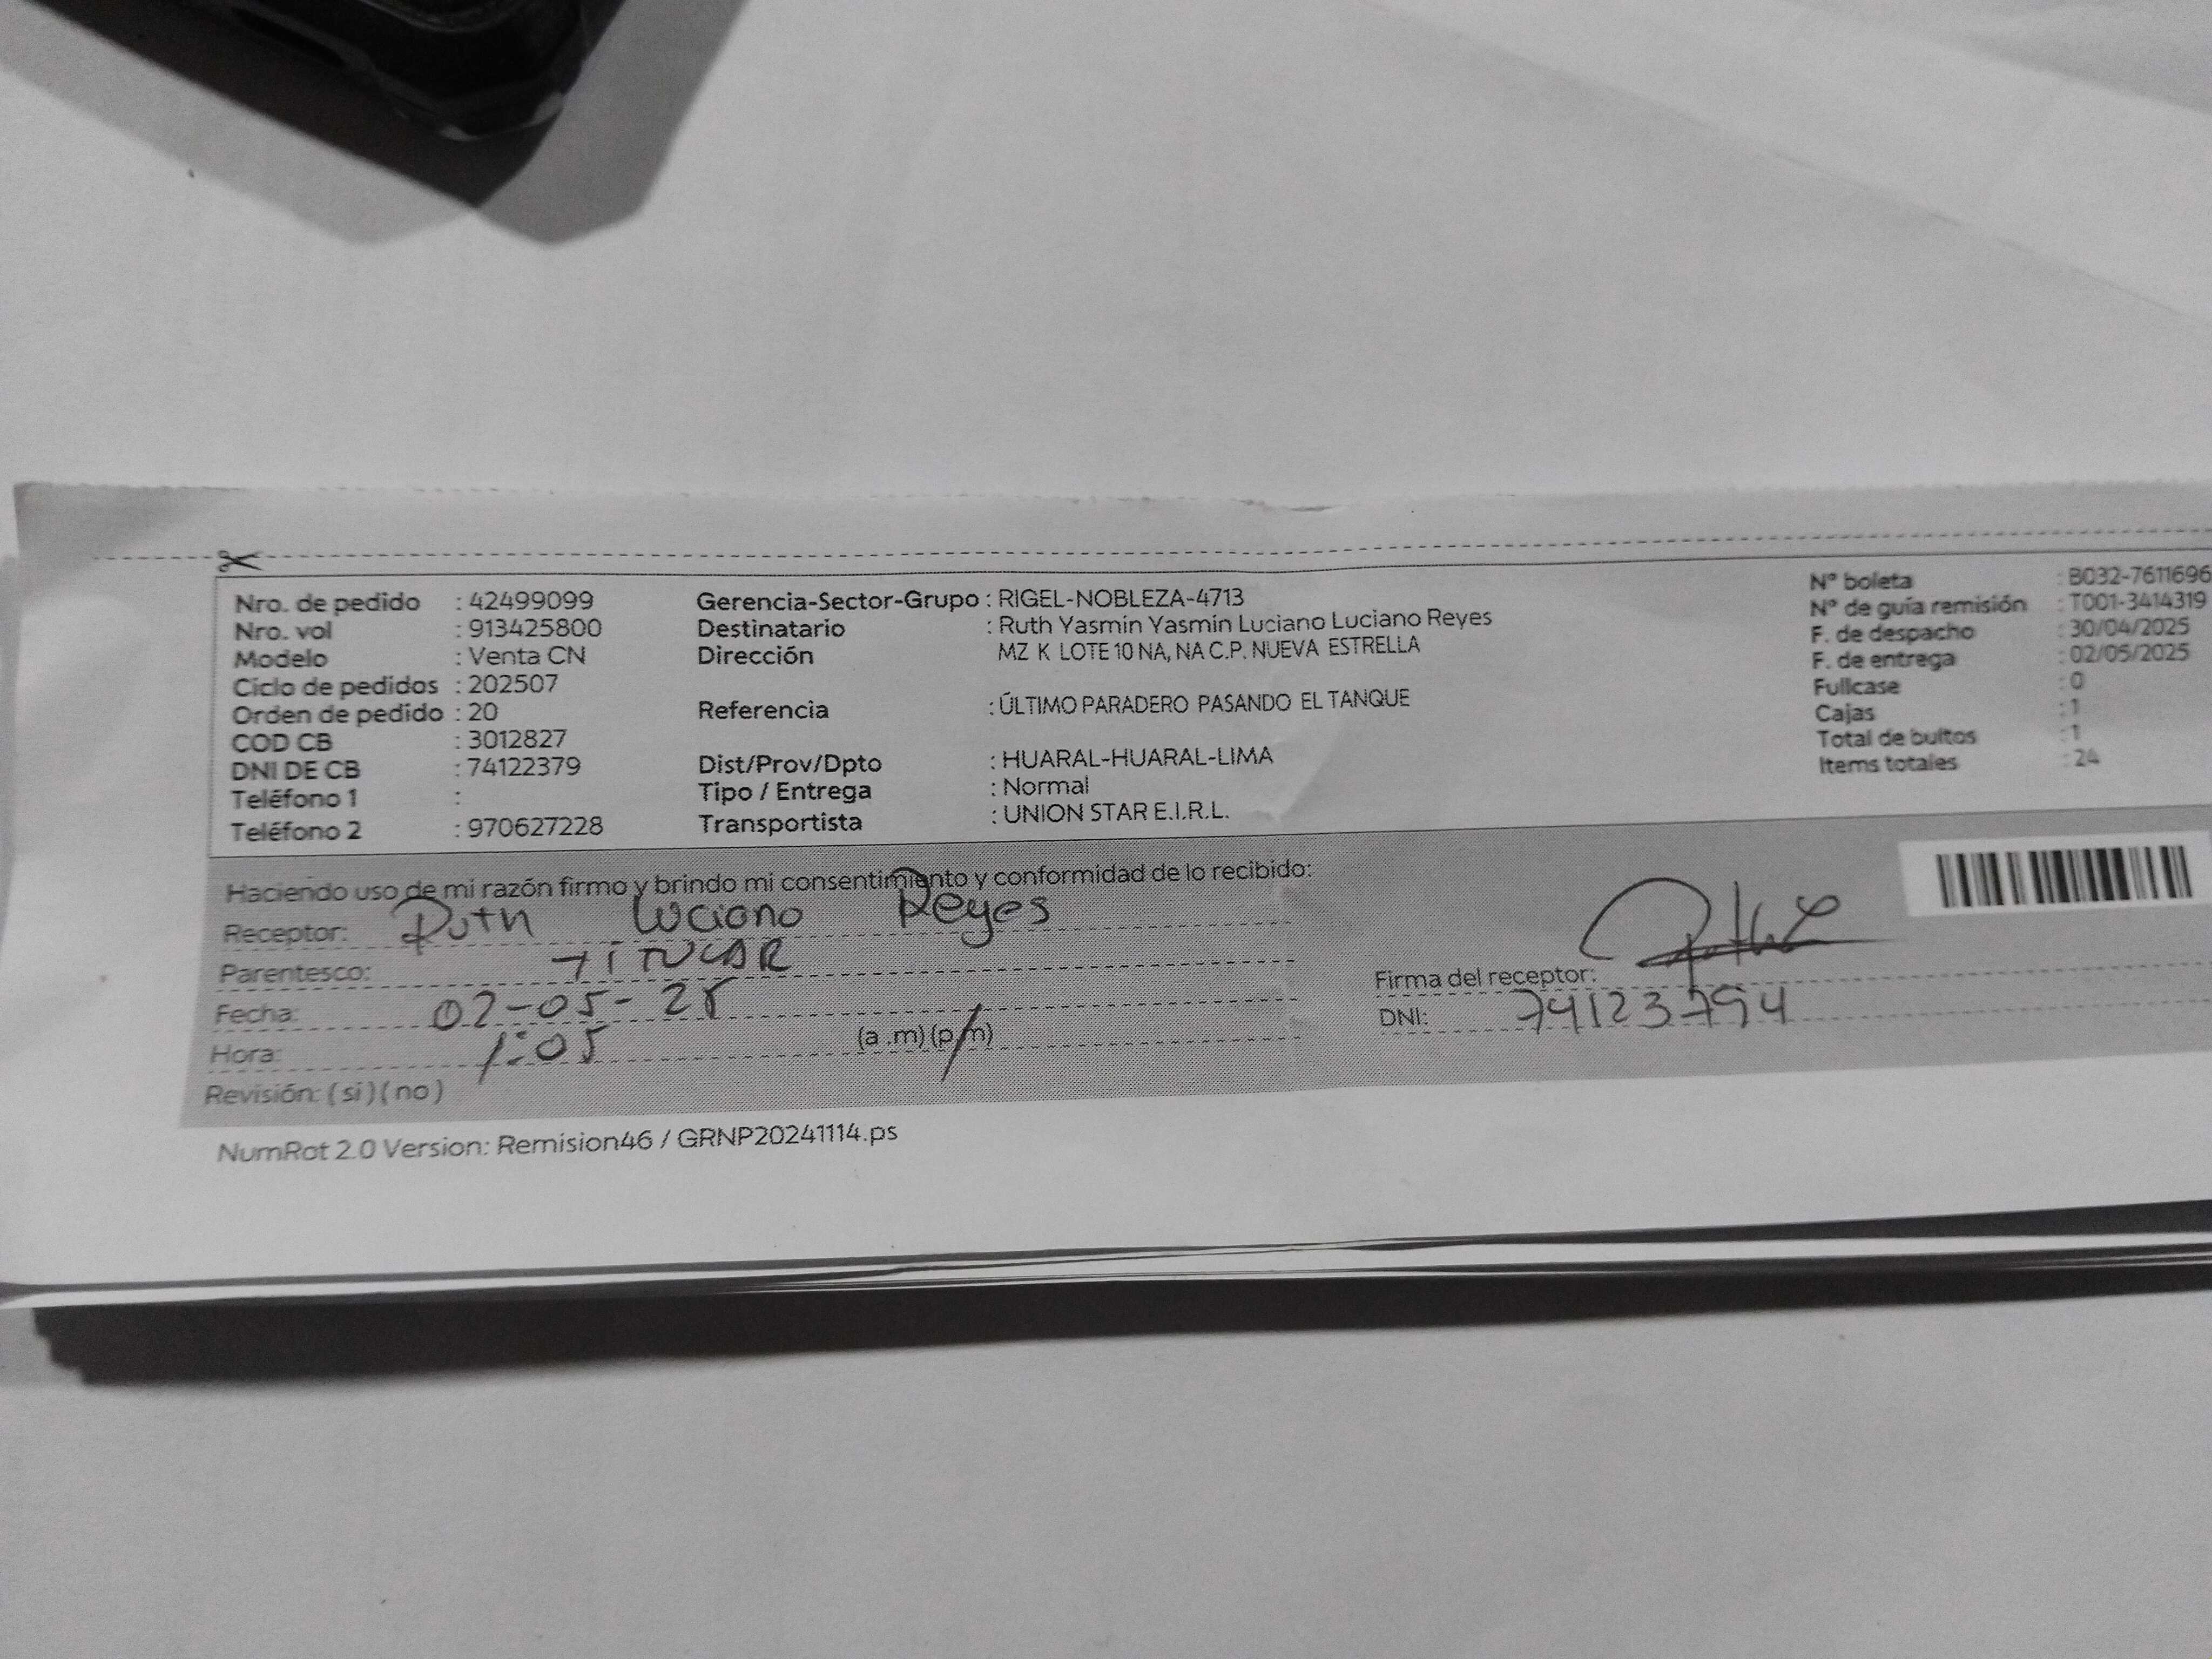 Nro. de pedido : 42499099
Nro. vol : 913425800
Modelo : Venta CN
Ciclo de pedidos : 202507
Orden de pedido : 20
COD CB : 3012827
DNI DE CB : 74122379
Teléfono 1 :
Teléfono 2 : 970627228
Gerencia-Sector-Grupo : RIGEL-NOBLEZA-4713
Destinatario : Ruth Yasmin Yasmin Luciano Luciano Reyes
Dirección MZ K LOTE 10 NA, NA C.P. NUEVA ESTRELLA
Referencia : ÚLTIMO PARADERO PASANDO EL TANQUE
Dist/Prov/Dpto : HUARAL-HUARAL-LIMA
Tipo / Entrega : Normal
Transportista : UNION STAR E.I.R.L.
N° boleta : B032-7611696
N° de guía remisión : T001-3414319
F. de despacho : 30/04/2025
F. de entrega : 02/05/2025
Fullcase : 0
Cajas : 1
Total de bultos : 1
Items totales : 24
Haciendo uso de mi razón firmo y brindo mi consentimiento y conformidad de lo recibido:
Receptor: Ruth Luciano Reyes
Parentesco: TITULAR
Fecha: 02-05-25
Hora: 1:05 (a .m) (p.m)
Revisión: ( si ) ( no )
Firma del receptor:
DNI: 74123794
NumRot 2.0 Version: Remision46 / GRNP20241114.ps